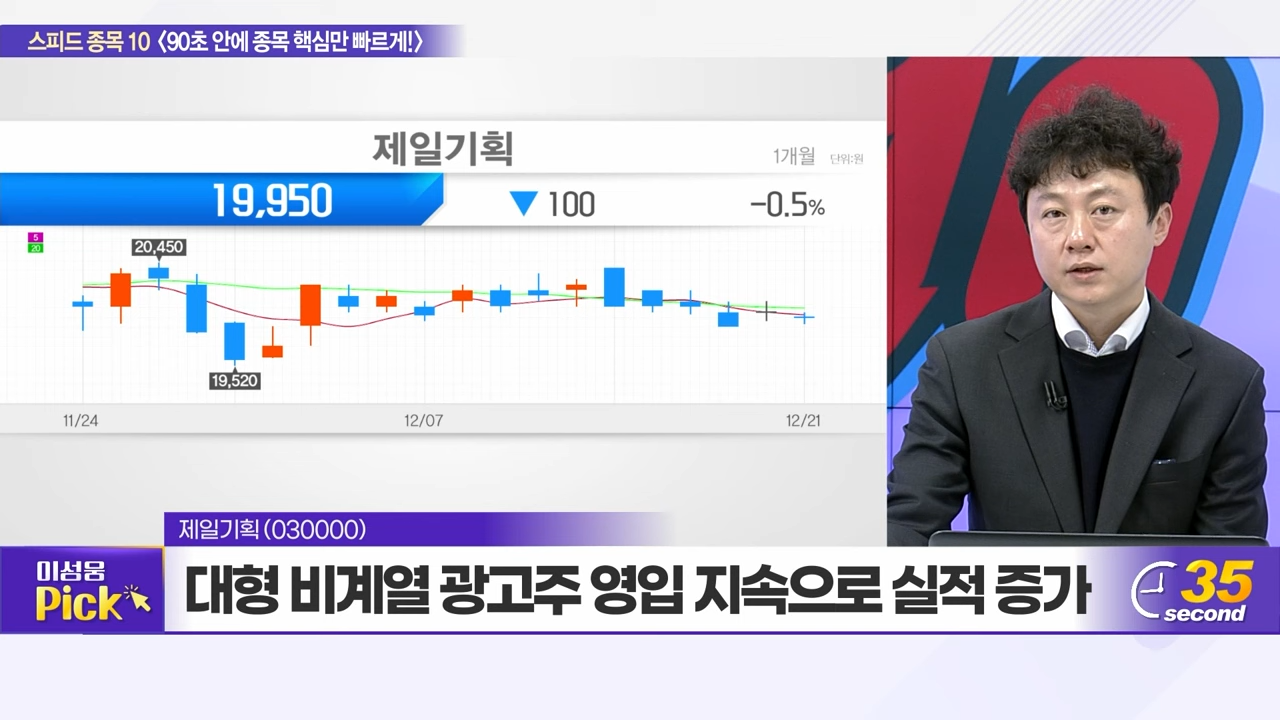 스피드 종목 10 <90초 안에 종목 핵심만 빠르게!>
제일기획
1개월 단위:원
19,950 ▼ 100 -0.5%
5
20
20,450
19,520
11/24 12/07 12/21
제일기획(030000)
이성웅
Pick
대형 비계열 광고주 영입 지속으로 실적 증가
35
second